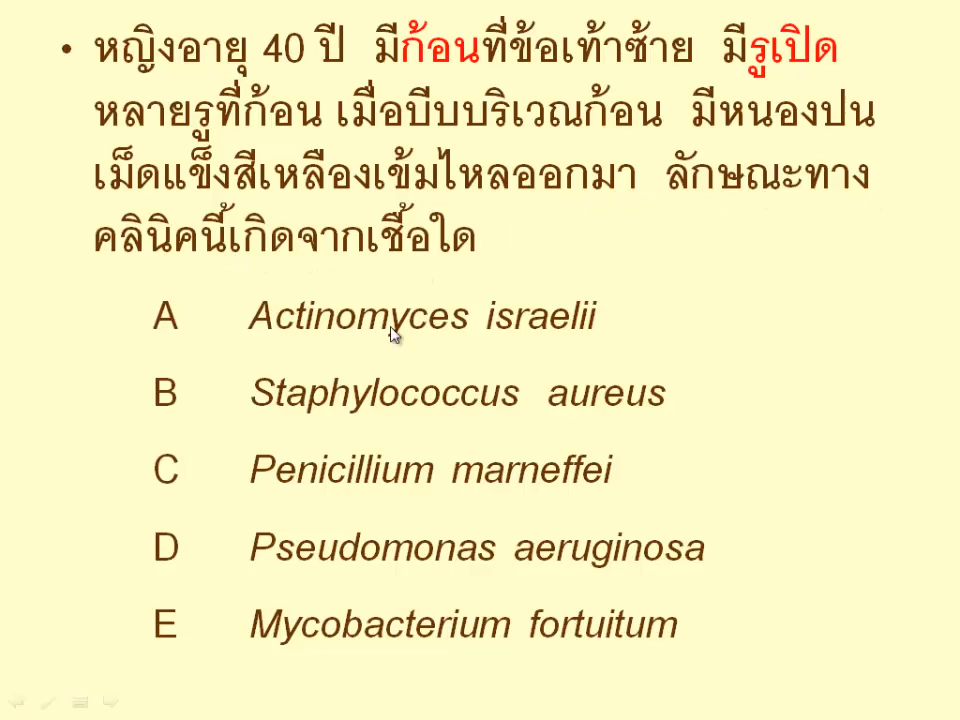 • หญิงอายุ 40 ปี มีก้อนที่ข้อเท้าซ้าย มีรูเปิด
หลายรูที่ก้อน เมื่อบีบบริเวณก้อน มีหนองปน
เม็ดแข็งสีเหลืองเข้มไหลออกมา ลักษณะทาง
คลินิคนี้เกิดจากเชื้อใด
A Actinomyces israelii
B Staphylococcus aureus
C Penicillium marneffei
D Pseudomonas aeruginosa
E Mycobacterium fortuitum